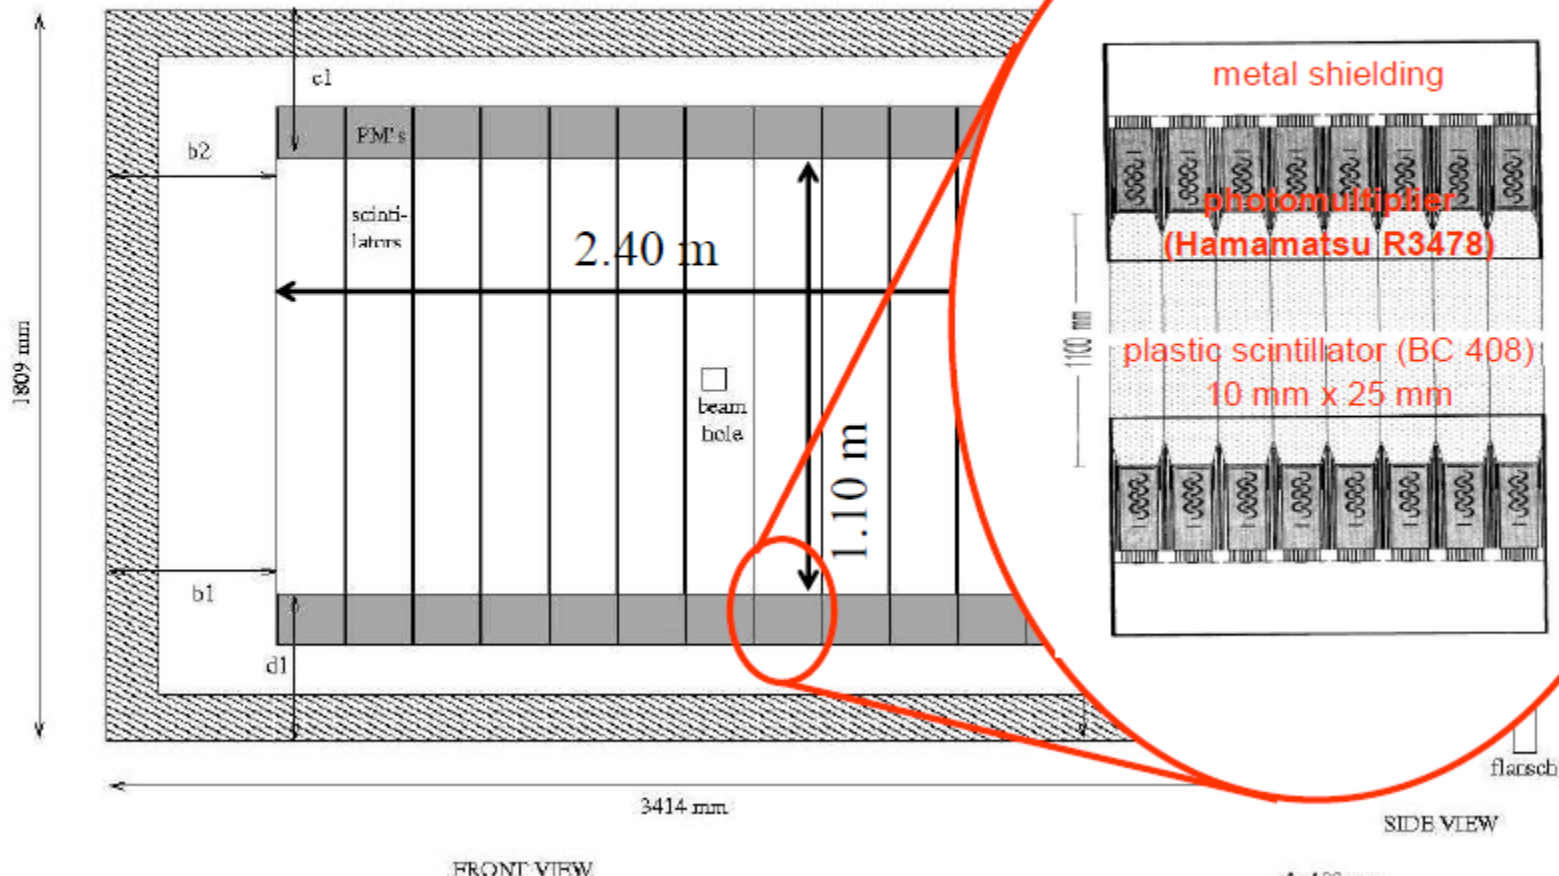 c1
b2
PM's
scinti-
lators
2.40 m
1809 mm
beam
hole
1.10 m
b1
d1
3414 mm
FRONT VIEW
metal shielding
photomultiplier
(Hamamatsu R3478)
1100 mm
plastic scintillator (BC 408)
10 mm x 25 mm
flansch
SIDE VIEW